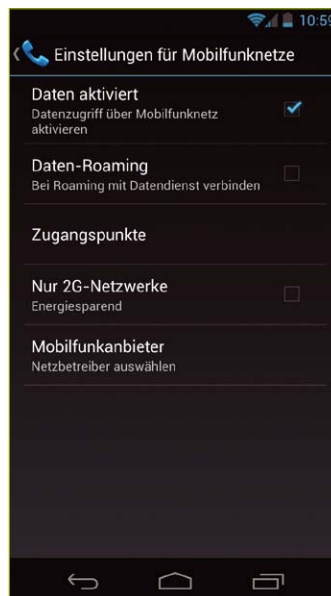 10:59
Einstellungen für Mobilfunknetze
Daten aktiviert
Datenzugriff über Mobilfunknetz
aktivieren
Daten-Roaming
Bei Roaming mit Datendienst verbinden
Zugangspunkte
Nur 2G-Netzwerke
Energiesparend
Mobilfunkanbieter
Netzbetreiber auswählen